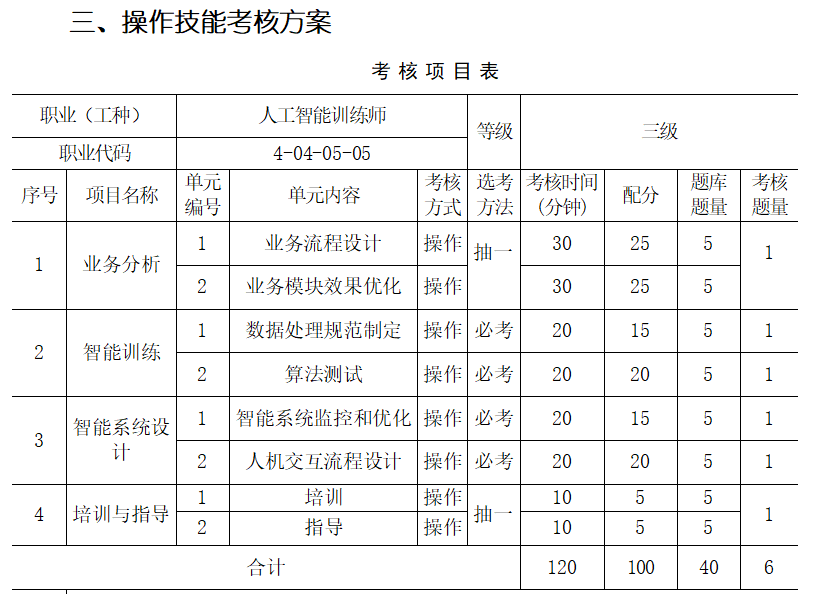 三、操作技能考核方案
考核项目表
职业（工种） 人工智能训练师 等级 三级
职业代码 4-04-05-05
序号 项目名称 单元编号 单元内容 考核方式 选考方法 考核时间(分钟) 配分 题库题量 考核题量
1 业务分析 1 业务流程设计 操作 抽一 30 25 5 1
2 业务模块效果优化 操作 30 25 5
2 智能训练 1 数据处理规范制定 操作 必考 20 15 5 1
2 算法测试 操作 必考 20 20 5 1
3 智能系统设计 1 智能系统监控和优化 操作 必考 20 15 5 1
2 人机交互流程设计 操作 必考 20 20 5 1
4 培训与指导 1 培训 操作 抽一 10 5 5 1
2 指导 操作 10 5 5
合计 120 100 40 6